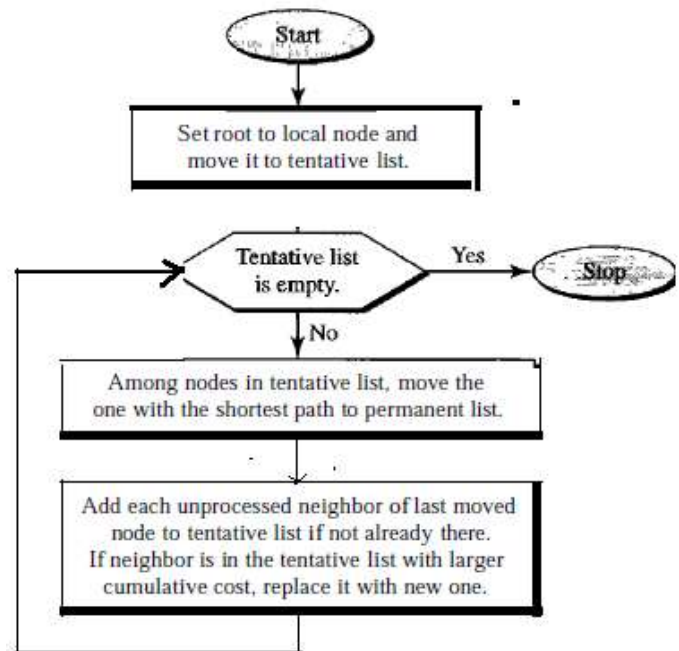 Start
Set root to local node and
move it to tentative list.
Tentative list
is empty.
Yes
Stop
No
Among nodes in tentative list, move the
one with the shortest path to permanent list.
Add each unprocessed neighbor of last moved
node to tentative list if not already there.
If neighbor is in the tentative list with larger
cumulative cost, replace it with new one.